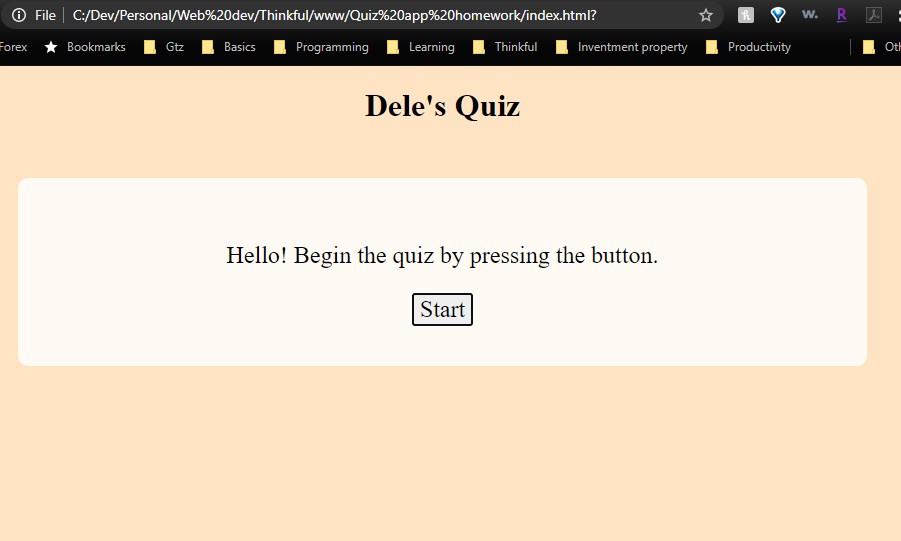 File C:/Dev/Personal/Web%20dev/Thinkful/www/Quiz%20app%20homework/index.html? w. R
Forex Bookmarks Gtz Basics Programming Learning Thinkful Inventment property Productivity Oth
Dele's Quiz
Hello! Begin the quiz by pressing the button.
Start